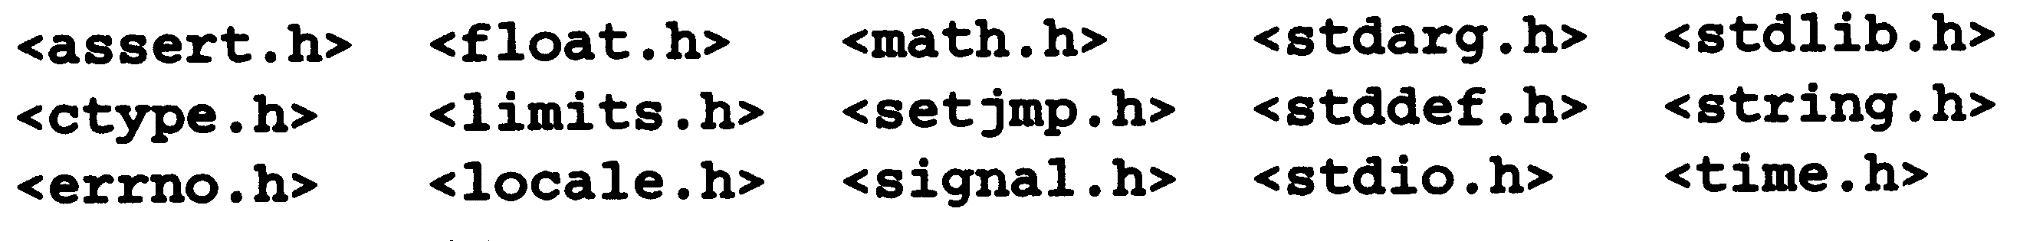 <assert.h> <float.h> <math.h> <stdarg.h> <stdlib.h>
<ctype.h> <limits.h> <setjmp.h> <stddef.h> <string.h>
<errno.h> <locale.h> <signal.h> <stdio.h> <time.h>